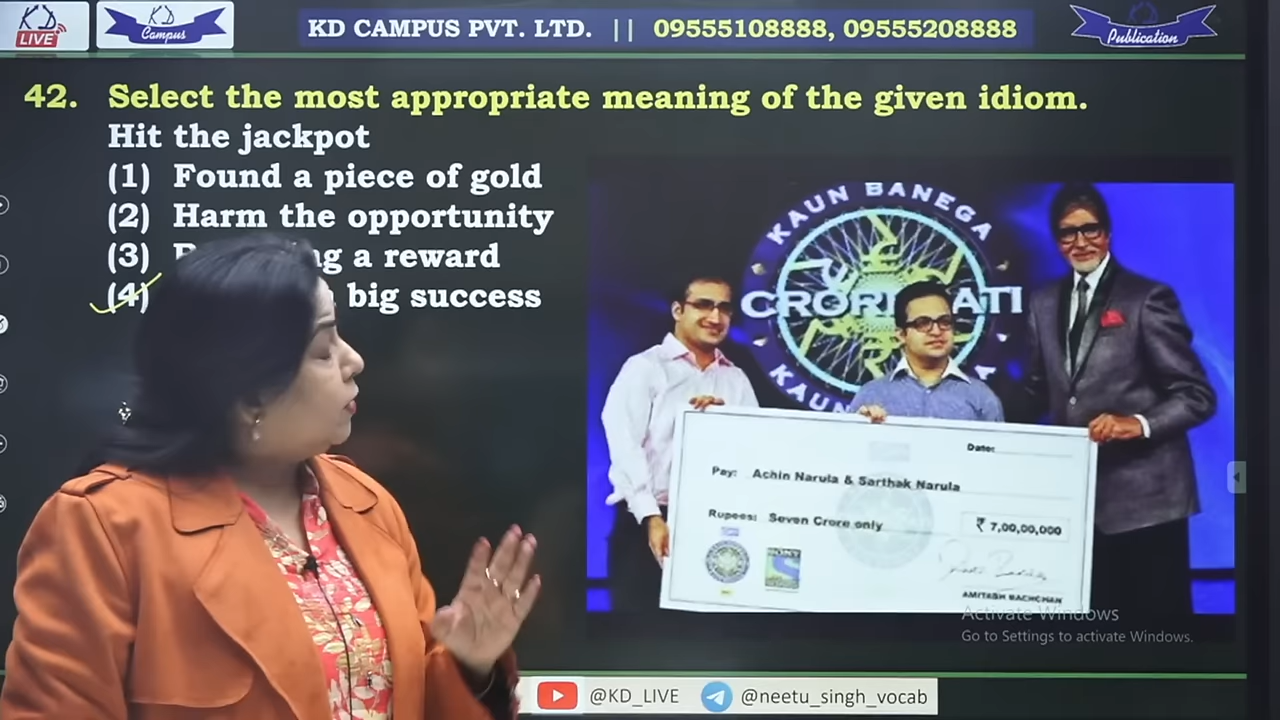 KD
LIVE
KD
Campus
KD CAMPUS PVT. LTD. || 09555108888, 09555208888
KD
Publication
42. Select the most appropriate meaning of the given idiom.
Hit the jackpot
(1) Found a piece of gold
(2) Harm the opportunity
(3) g a reward
(4) big success
KAUN BANEGA
CROREPATI
KAUN
Date:
Pay: Achin Narula & Sarthak Narula
Rupees: Seven Crore only
₹ 7,00,00,000
SONY
AMITABH BACHCHAN
Activate Windows
Go to Settings to activate Windows.
@KD_LIVE
@neetu_singh_vocab